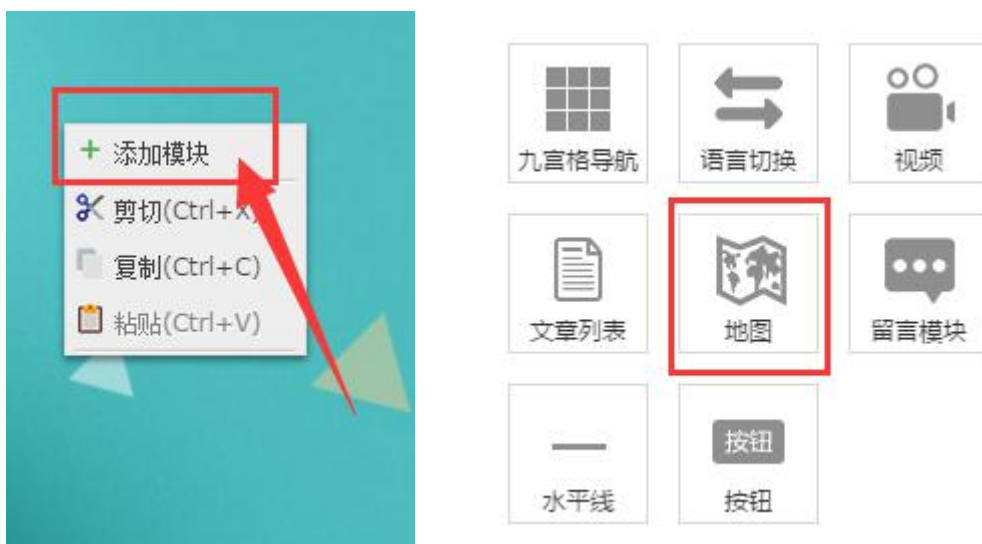 添加模块
剪切(Ctrl+X)
复制(Ctrl+C)
粘贴(Ctrl+V)
九宫格导航
语言切换
视频
文章列表
地图
留言模块
水平线
按钮
按钮